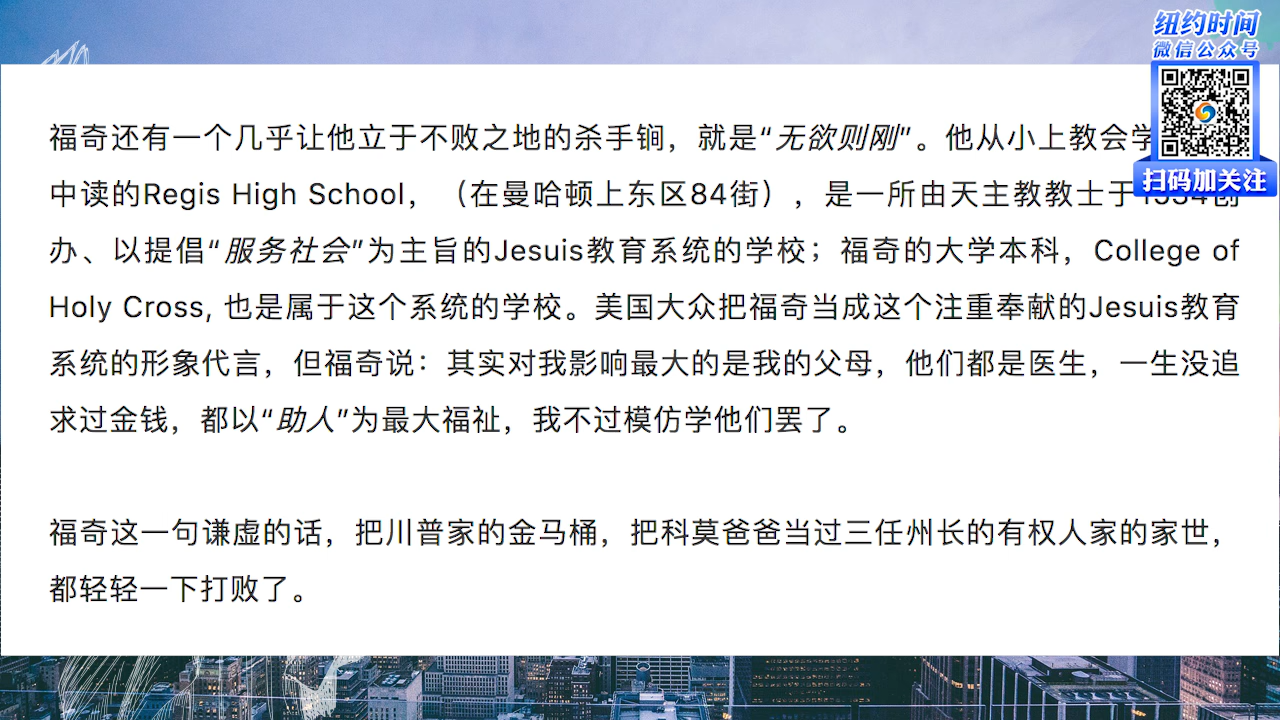 纽约时间
微信公众号
扫码加关注
福奇还有一个几乎让他立于不败之地的杀手锏，就是“无欲则刚”。他从小上教会学
中读的Regis High School，（在曼哈顿上东区84街），是一所由天主教教士于
办、以提倡“服务社会”为主旨的Jesuis教育系统的学校；福奇的大学本科，College of
Holy Cross, 也是属于这个系统的学校。美国大众把福奇当成这个注重奉献的Jesuis教育
系统的形象代言，但福奇说：其实对我影响最大的是我的父母，他们都是医生，一生没追
求过金钱，都以“助人”为最大福祉，我不过模仿学他们罢了。
福奇这一句谦虚的话，把川普家的金马桶，把科莫爸爸当过三任州长的有权人家的家世，
都轻轻一下打败了。